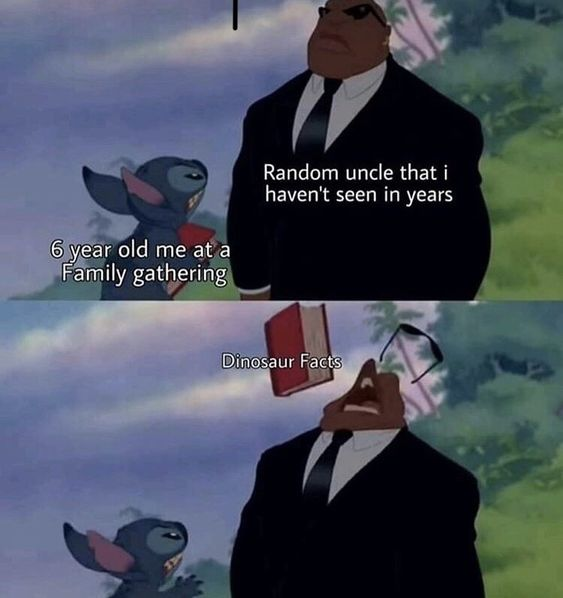 Random uncle that i
haven't seen in years
6 year old me at a
Family gathering
Dinosaur Facts